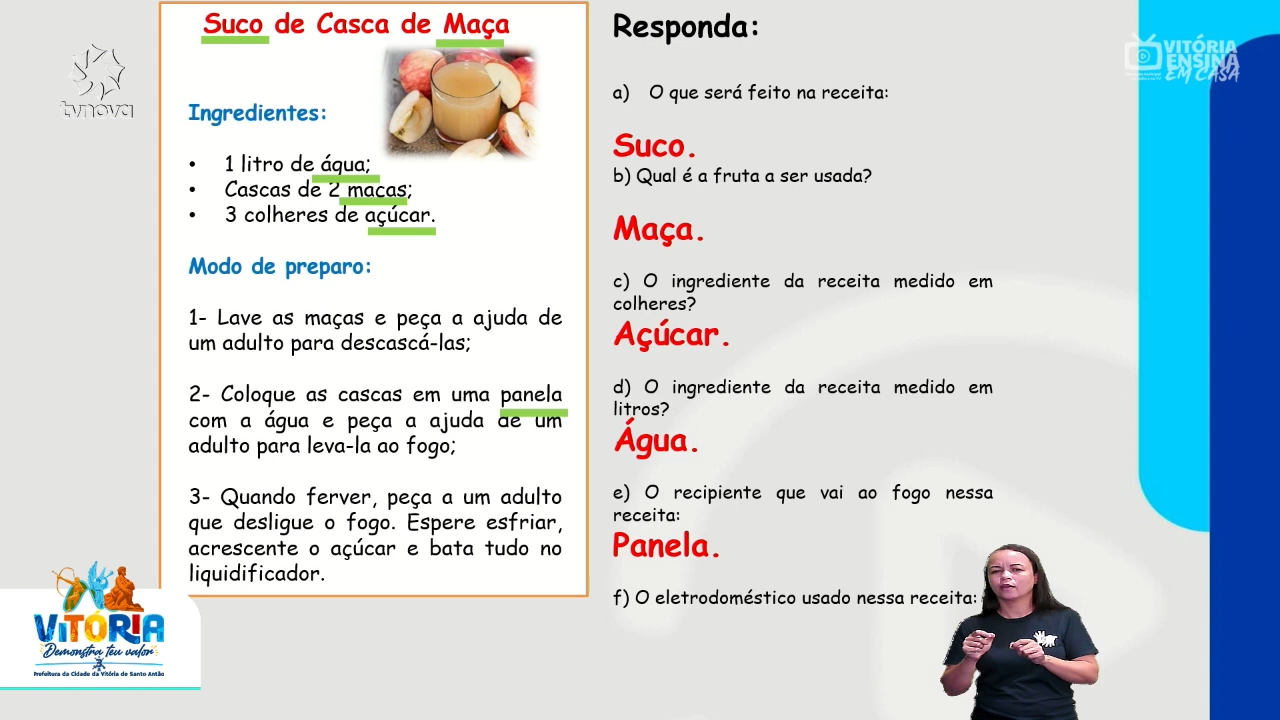 Suco de Casca de Maça
Ingredientes:
• 1 litro de água;
• Cascas de 2 maças;
• 3 colheres de açúcar.
Modo de preparo:
1- Lave as maças e peça a ajuda de
um adulto para descascá-las;
2- Coloque as cascas em uma panela
com a água e peça a ajuda de um
adulto para leva-la ao fogo;
3- Quando ferver, peça a um adulto
que desligue o fogo. Espere esfriar,
acrescente o açúcar e bata tudo no
liquidificador.
Responda:
a) O que será feito na receita:
Suco.
b) Qual é a fruta a ser usada?
Maça.
c) O ingrediente da receita medido em
colheres?
Açúcar.
d) O ingrediente da receita medido em
litros?
Água.
e) O recipiente que vai ao fogo nessa
receita:
Panela.
f) O eletrodoméstico usado nessa receita:
tvnova
VITÓRIA
ENSINA
EM CASA
VITÓRIA
Demonstra teu valor
Prefeitura da Cidade da Vitória de Santo Antão